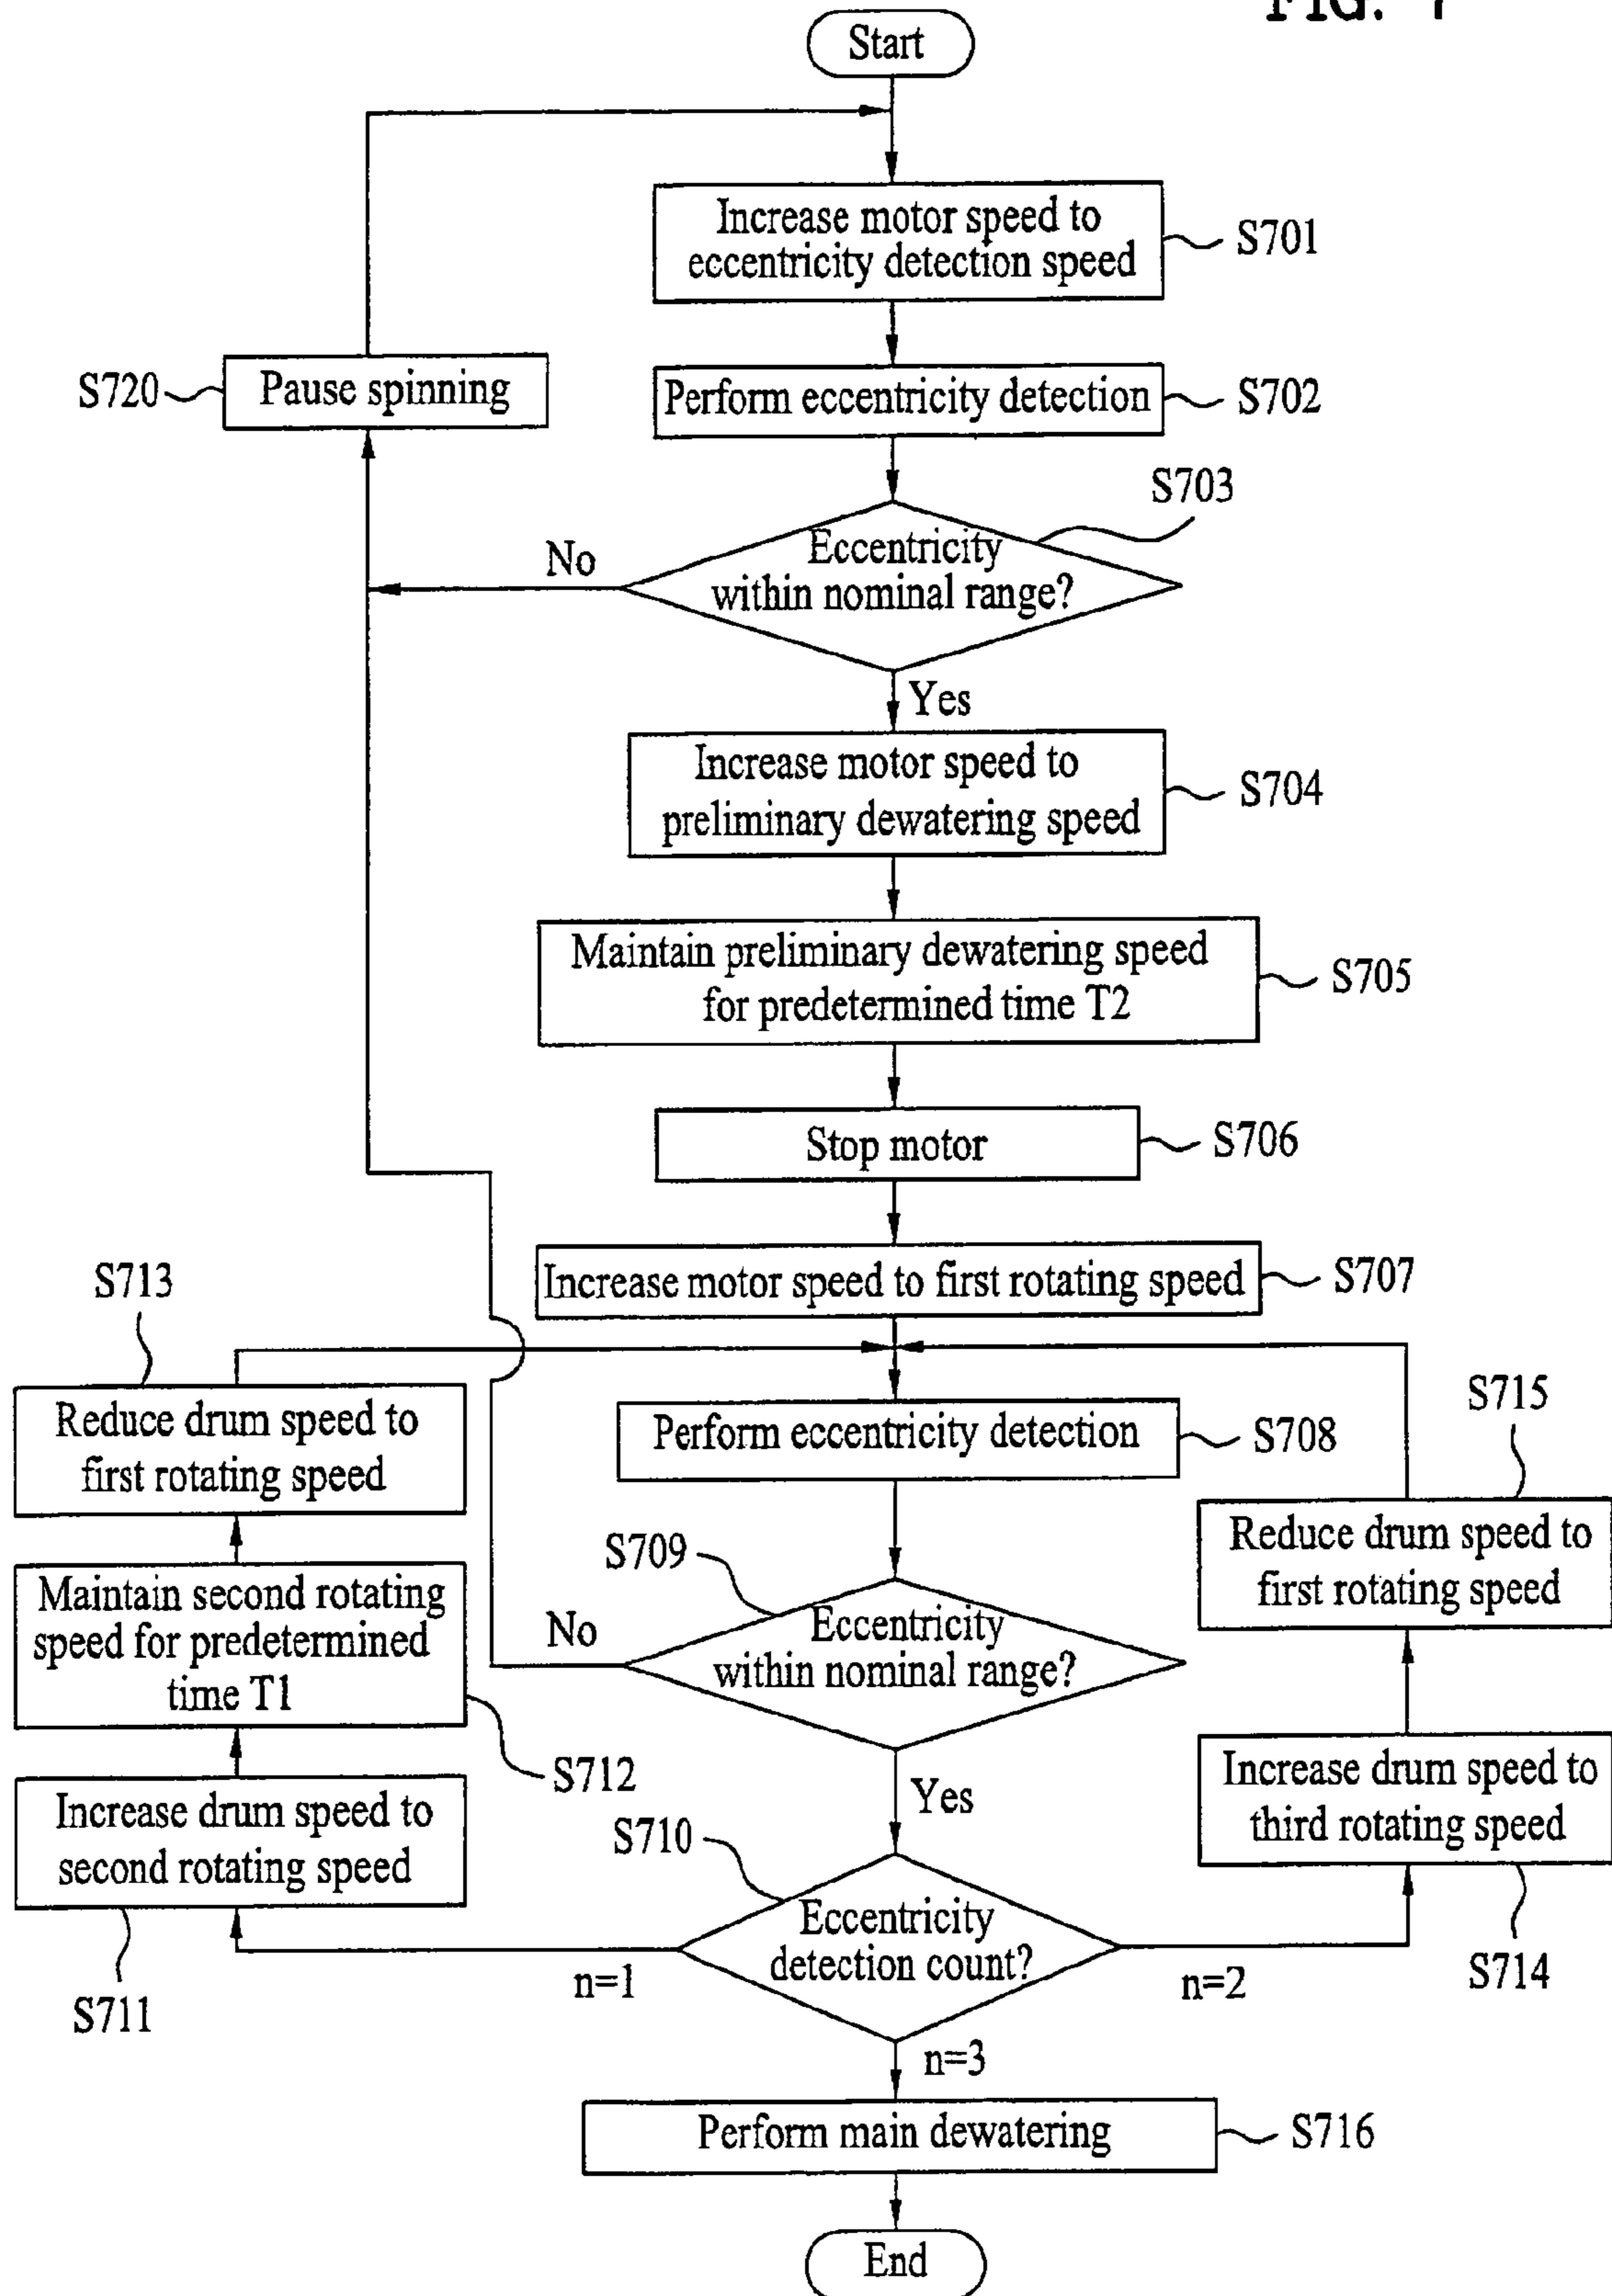 FIG. 7
Start
Increase motor speed to
eccentricity detection speed
S701
S720
Pause spinning
Perform eccentricity detection
S702
S703
Eccentricity
within nominal range?
No
Yes
Increase motor speed to
preliminary dewatering speed
S704
Maintain preliminary dewatering speed
for predetermined time T2
S705
Stop motor
S706
Increase motor speed to first rotating speed
S707
S713
Reduce drum speed to
first rotating speed
Perform eccentricity detection
S708
S715
Reduce drum speed to
first rotating speed
S709
Eccentricity
within nominal range?
No
Yes
Maintain second rotating
speed for predetermined
time T1
S712
Increase drum speed to
second rotating speed
S711
Increase drum speed to
third rotating speed
S714
S710
Eccentricity
detection count?
n=1
n=2
n=3
Perform main dewatering
S716
End